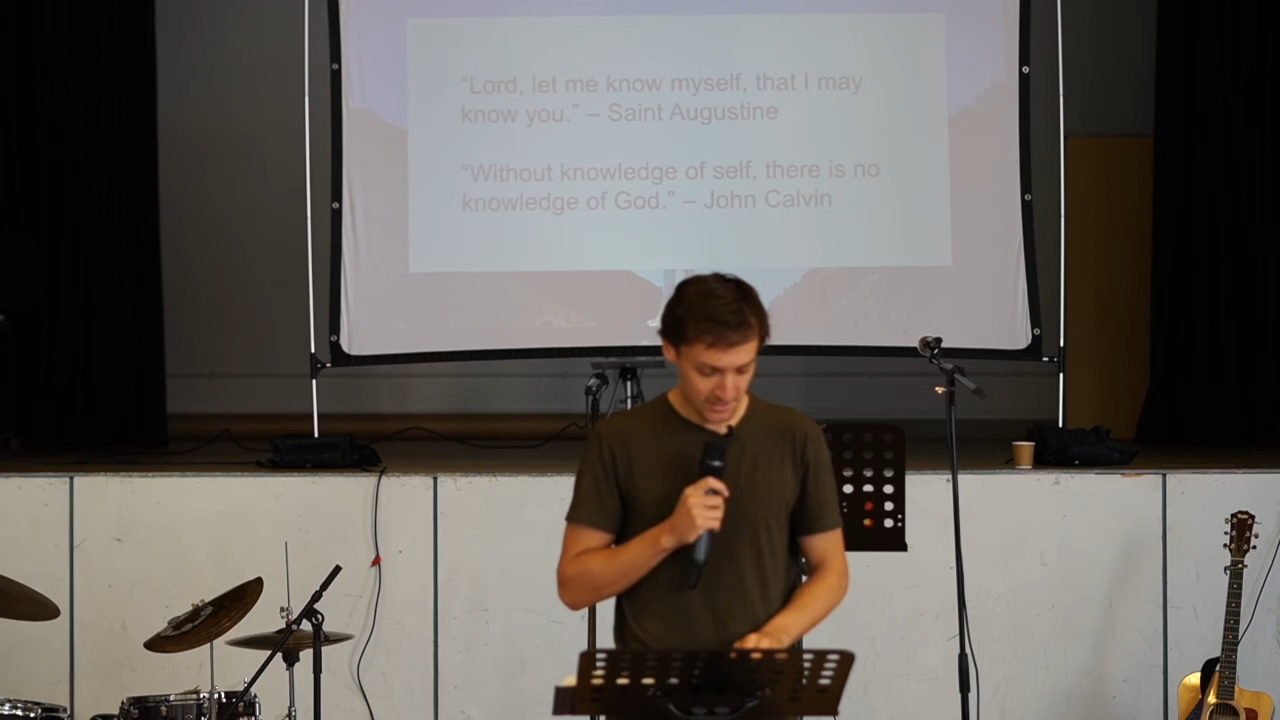 “Lord, let me know myself, that I may
know you.” – Saint Augustine
“Without knowledge of self, there is no
knowledge of God.” – John Calvin